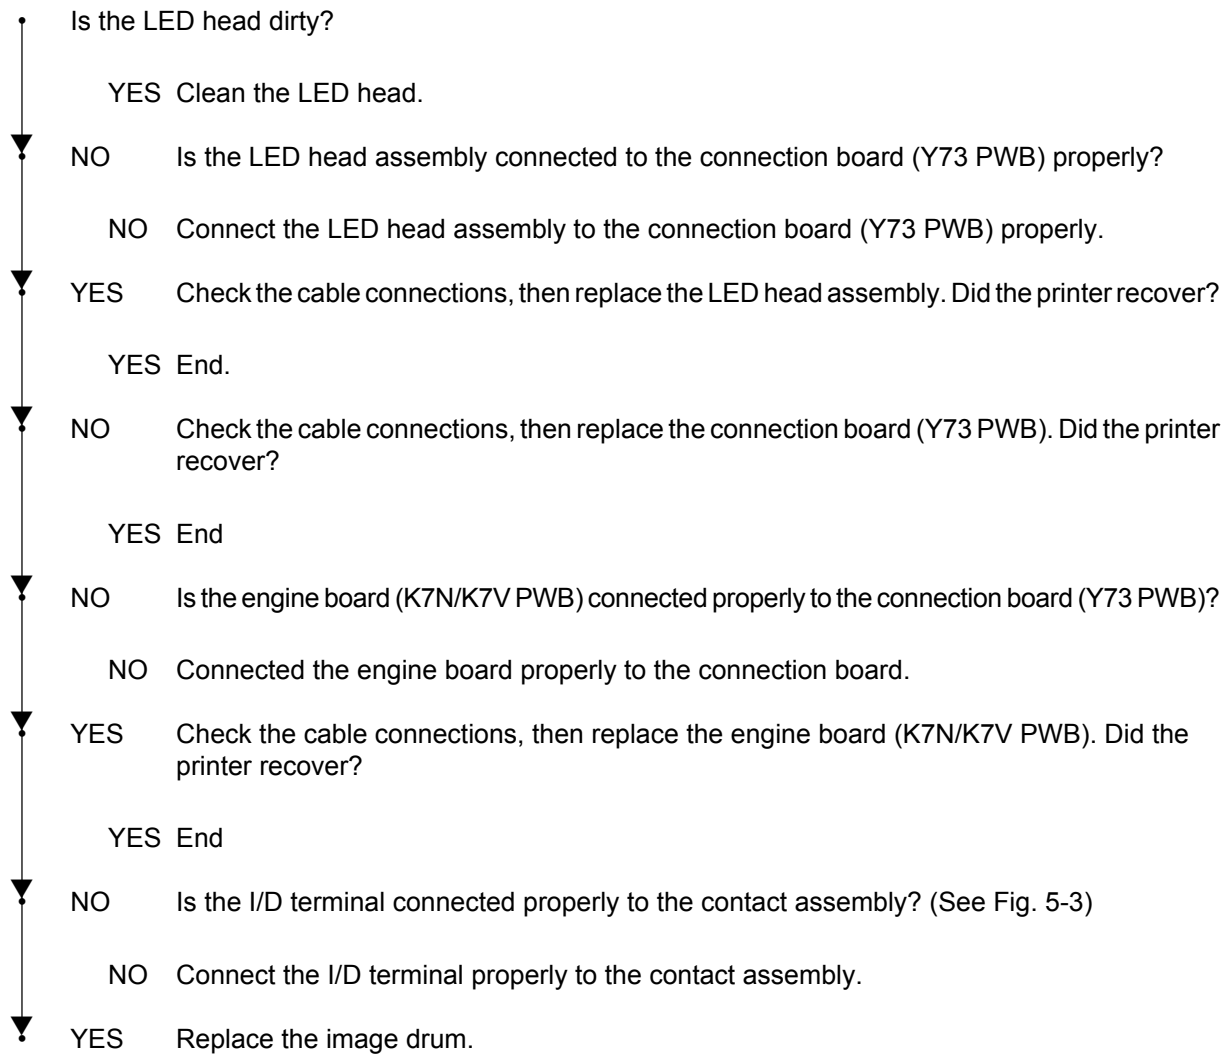 Is the LED head dirty?
YES Clean the LED head.
NO Is the LED head assembly connected to the connection board (Y73 PWB) properly?
NO Connect the LED head assembly to the connection board (Y73 PWB) properly.
YES Check the cable connections, then replace the LED head assembly. Did the printer recover?
YES End.
NO Check the cable connections, then replace the connection board (Y73 PWB). Did the printer
recover?
YES End
NO Is the engine board (K7N/K7V PWB) connected properly to the connection board (Y73 PWB)?
NO Connected the engine board properly to the connection board.
YES Check the cable connections, then replace the engine board (K7N/K7V PWB). Did the
printer recover?
YES End
NO Is the I/D terminal connected properly to the contact assembly? (See Fig. 5-3)
NO Connect the I/D terminal properly to the contact assembly.
YES Replace the image drum.